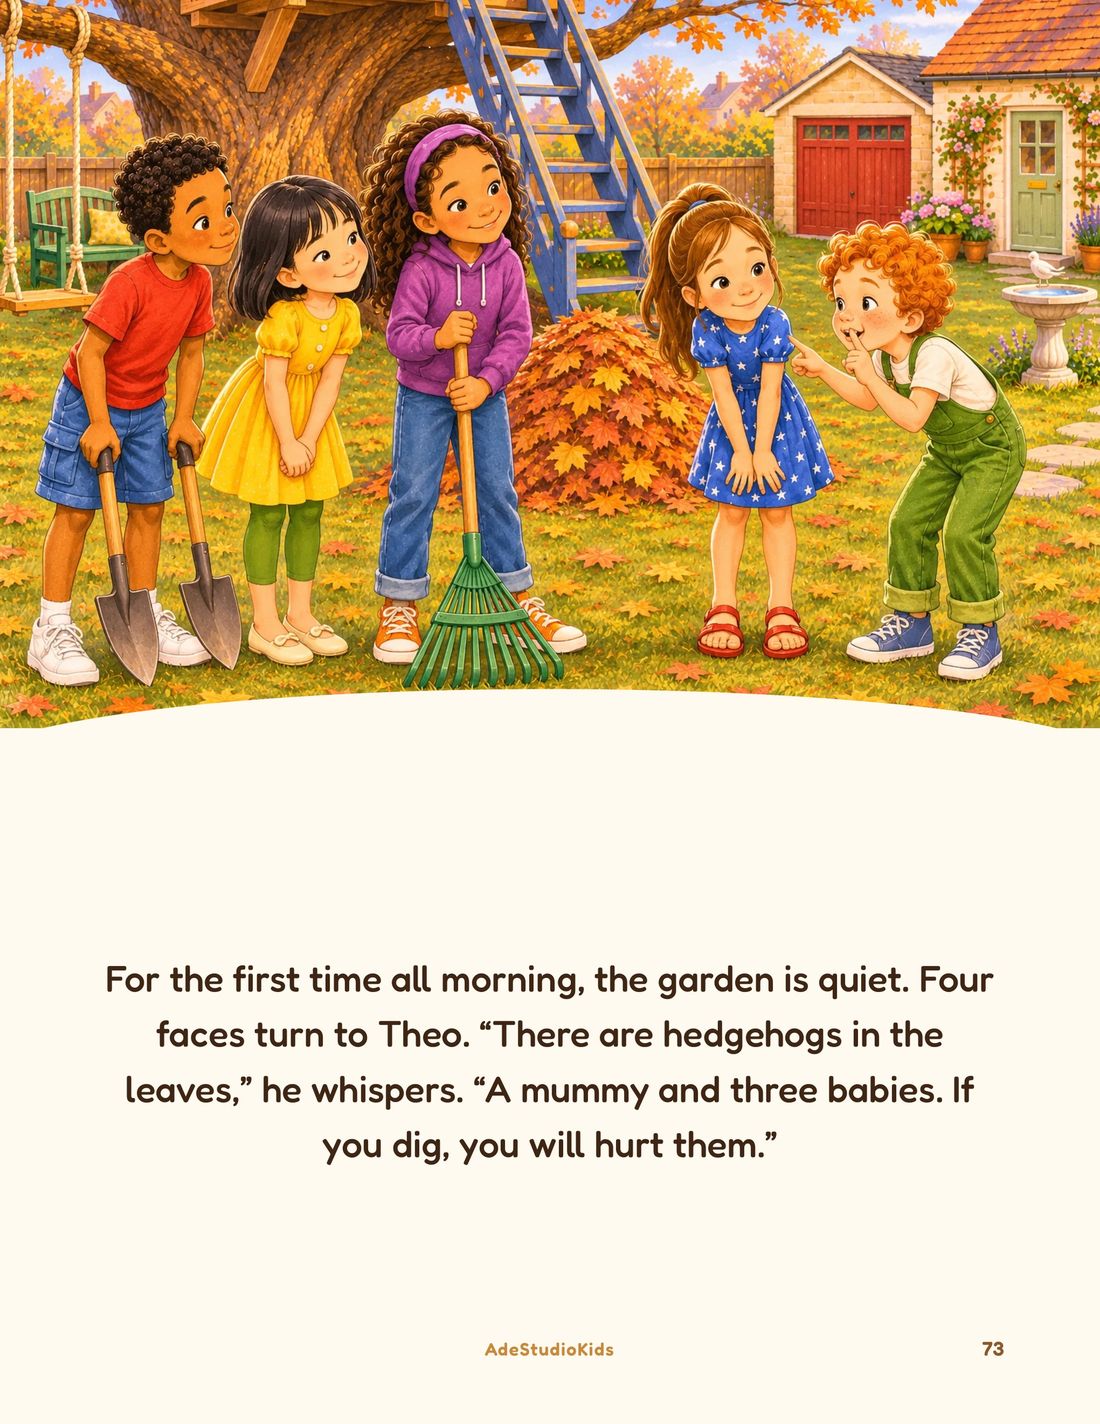 For the first time all morning, the garden is quiet. Four
faces turn to Theo. “There are hedgehogs in the
leaves,” he whispers. “A mummy and three babies. If
you dig, you will hurt them.”
AdeStudioKids
73